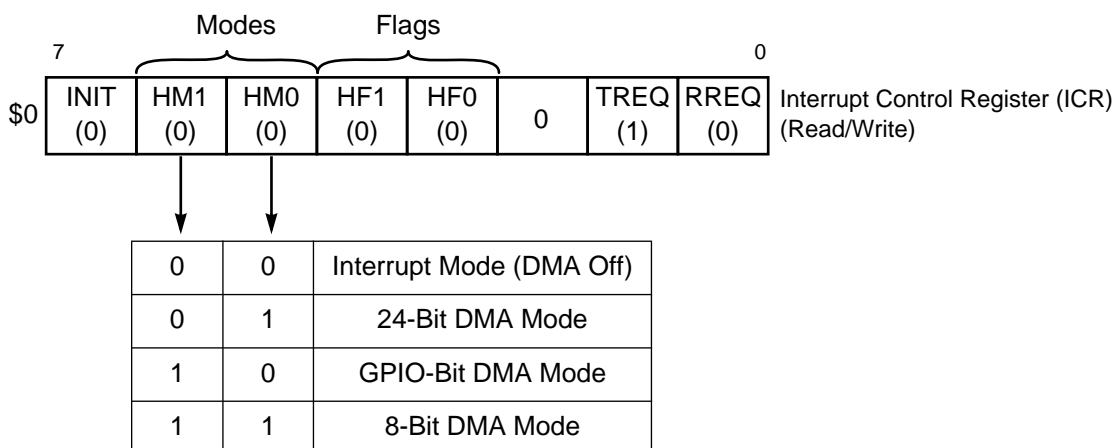 Modes Flags
7 0
$0 INIT HM1 HM0 HF1 HF0 0 TREQ RREQ Interrupt Control Register (ICR)
(0) (0) (0) (0) (0) (1) (0) (Read/Write)
0 0 Interrupt Mode (DMA Off)
0 1 24-Bit DMA Mode
1 0 GPIO-Bit DMA Mode
1 1 8-Bit DMA Mode